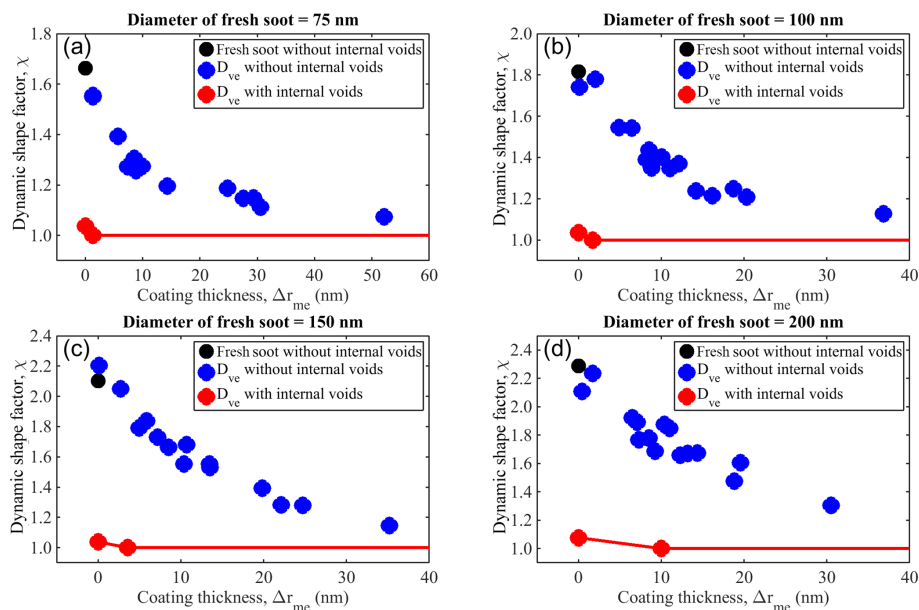 Diameter of fresh soot = 75 nm
(a)
Fresh soot without internal voids
D_ve without internal voids
D_ve with internal voids
Dynamic shape factor, χ
1.8
1.6
1.4
1.2
1.0
0 10 20 30 40 50 60
Coating thickness, Δr_me (nm)
Diameter of fresh soot = 100 nm
(b)
Fresh soot without internal voids
D_ve without internal voids
D_ve with internal voids
Dynamic shape factor, χ
2.0
1.8
1.6
1.4
1.2
1.0
0 10 20 30 40
Coating thickness, Δr_me (nm)
Diameter of fresh soot = 150 nm
(c)
Fresh soot without internal voids
D_ve without internal voids
D_ve with internal voids
Dynamic shape factor, χ
2.4
2.2
2.0
1.8
1.6
1.4
1.2
1.0
0 10 20 30 40
Coating thickness, Δr_me (nm)
Diameter of fresh soot = 200 nm
(d)
Fresh soot without internal voids
D_ve without internal voids
D_ve with internal voids
Dynamic shape factor, χ
2.4
2.2
2.0
1.8
1.6
1.4
1.2
1.0
0 10 20 30 40
Coating thickness, Δr_me (nm)